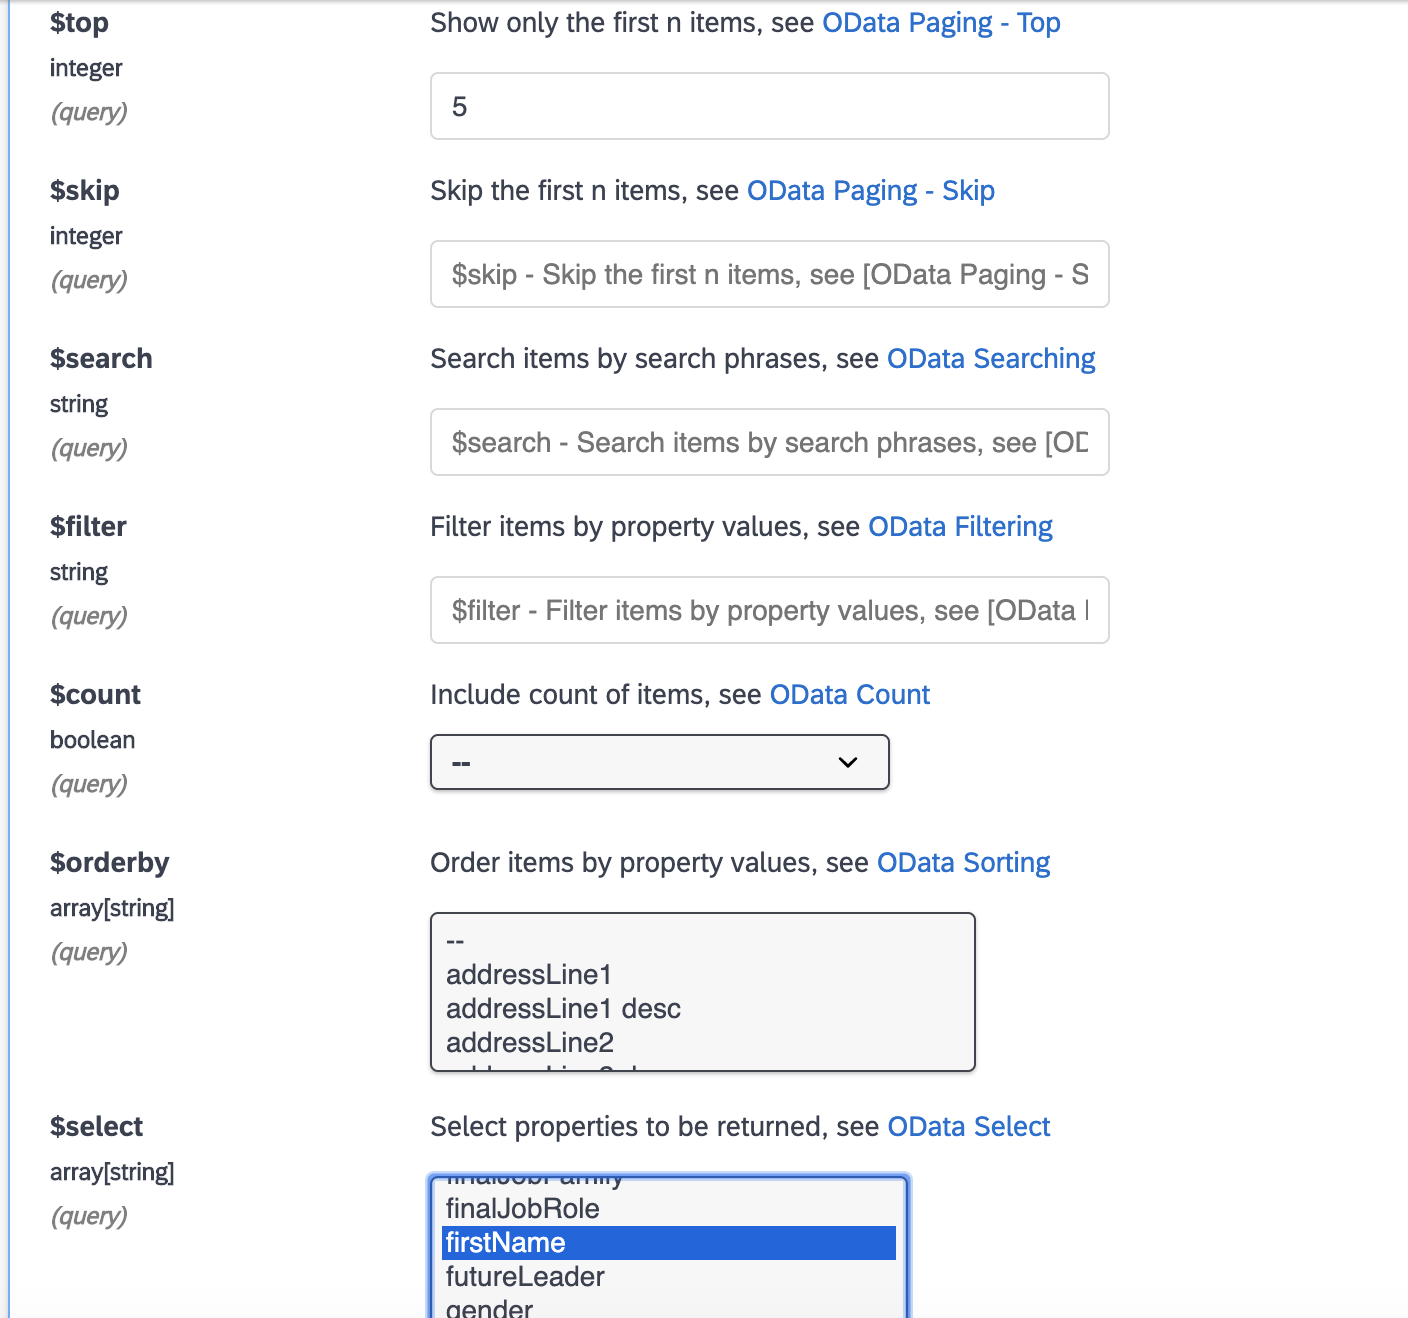 $top
Show only the first n items, see OData Paging - Top
integer
(query)
5
$skip
Skip the first n items, see OData Paging - Skip
integer
(query)
$skip - Skip the first n items, see [OData Paging - S
$search
Search items by search phrases, see OData Searching
string
(query)
$search - Search items by search phrases, see [OD
$filter
Filter items by property values, see OData Filtering
string
(query)
$filter - Filter items by property values, see [OData
$count
Include count of items, see OData Count
boolean
(query)
--
$orderby
Order items by property values, see OData Sorting
array[string]
(query)
--
addressLine1
addressLine1 desc
addressLine2
$select
Select properties to be returned, see OData Select
array[string]
(query)
finalJobFamily
finalJobRole
firstName
futureLeader
gender